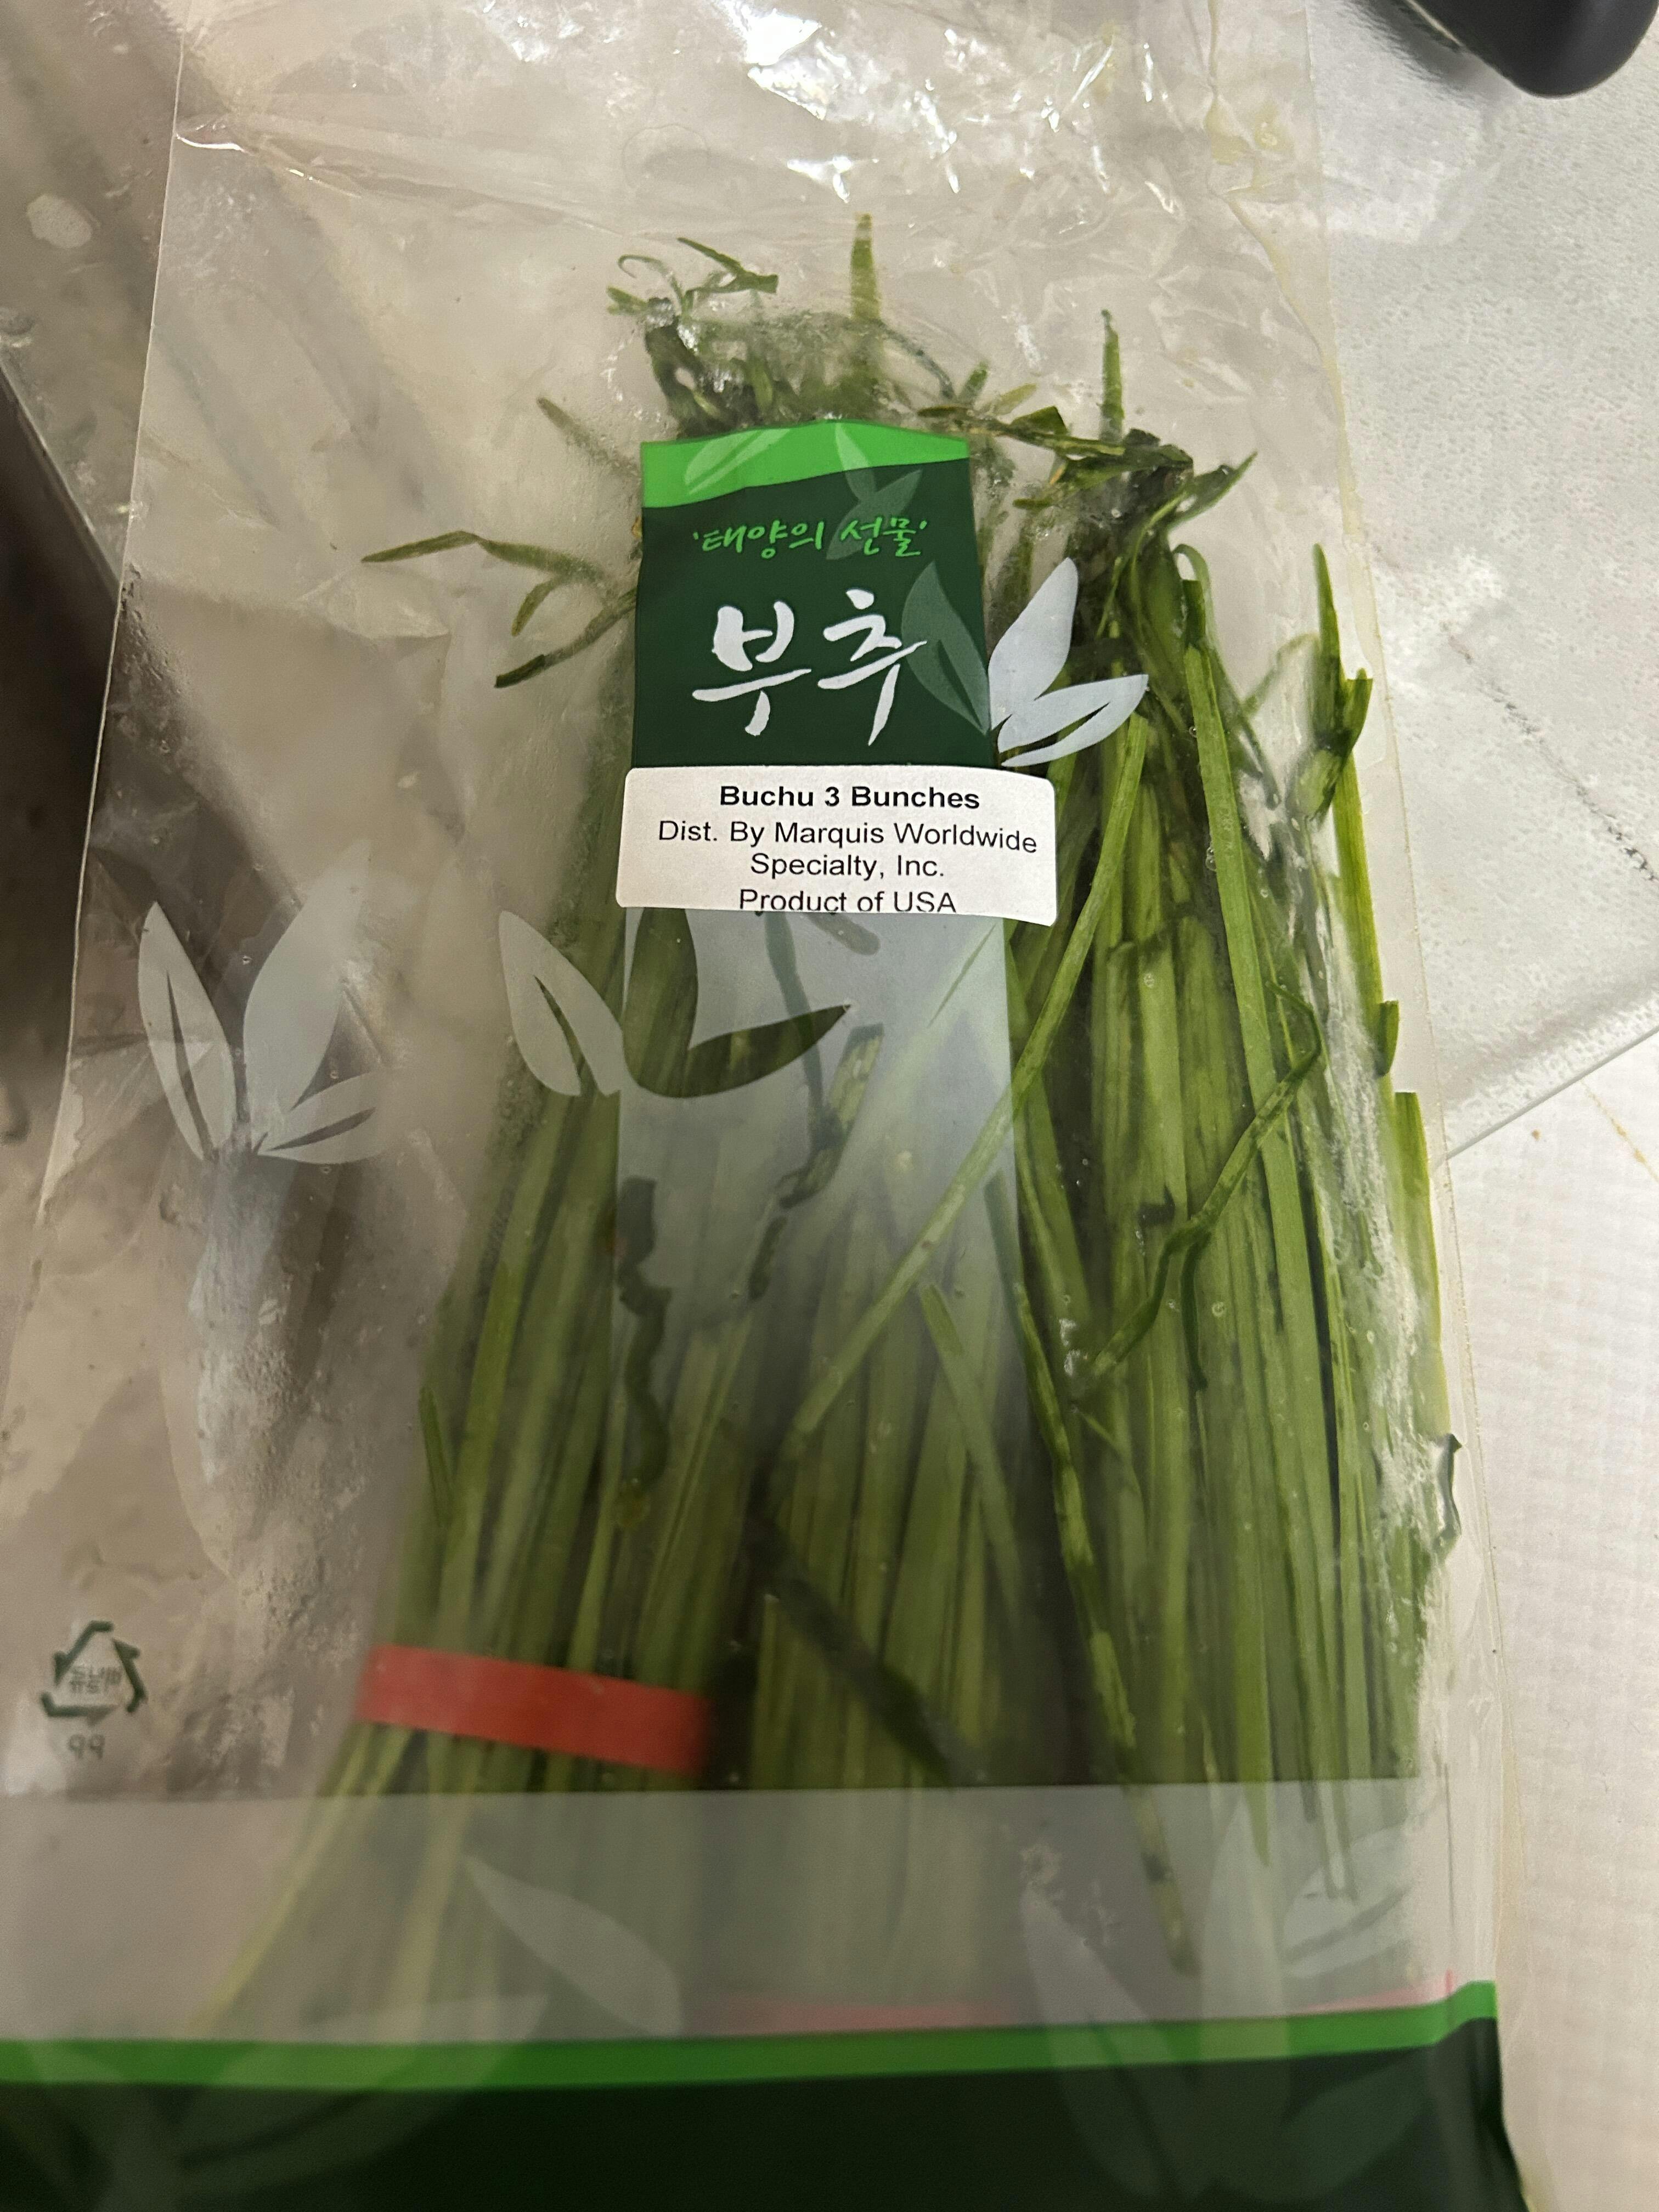 '태양의 선물'
부추
Buchu 3 Bunches
Dist. By Marquis Worldwide
Specialty, Inc.
Product of USA